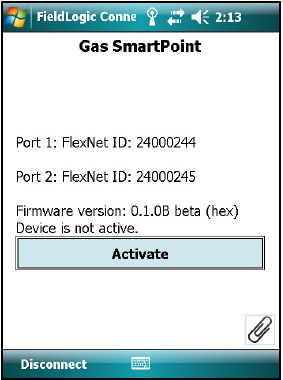 FieldLogic Conne 2:13
Gas SmartPoint
Port 1: FlexNet ID: 24000244
Port 2: FlexNet ID: 24000245
Firmware version: 0.1.0B beta (hex)
Device is not active.
Activate
Disconnect